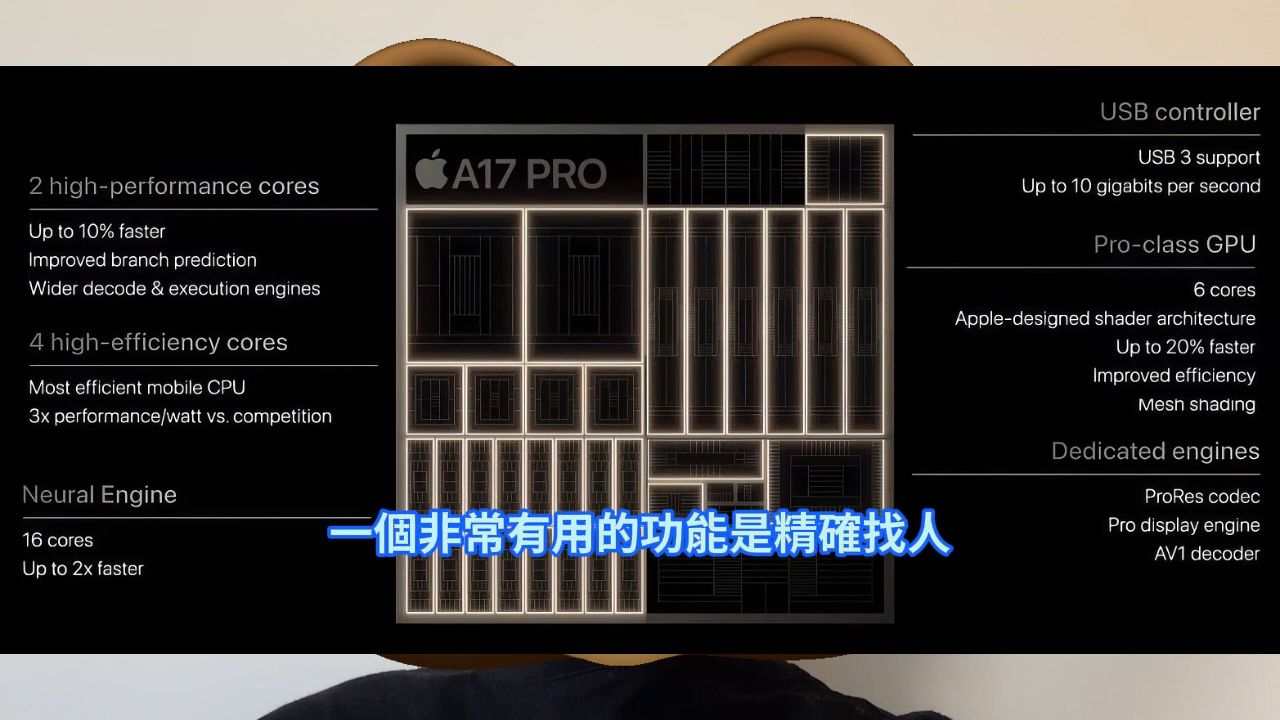 2 high-performance cores
Up to 10% faster
Improved branch prediction
Wider decode & execution engines
4 high-efficiency cores
Most efficient mobile CPU
3x performance/watt vs. competition
Neural Engine
16 cores
Up to 2x faster
A17 PRO
USB controller
USB 3 support
Up to 10 gigabits per second
Pro-class GPU
6 cores
Apple-designed shader architecture
Up to 20% faster
Improved efficiency
Mesh shading
Dedicated engines
ProRes codec
Pro display engine
AV1 decoder
一個非常有用的功能是精確找人